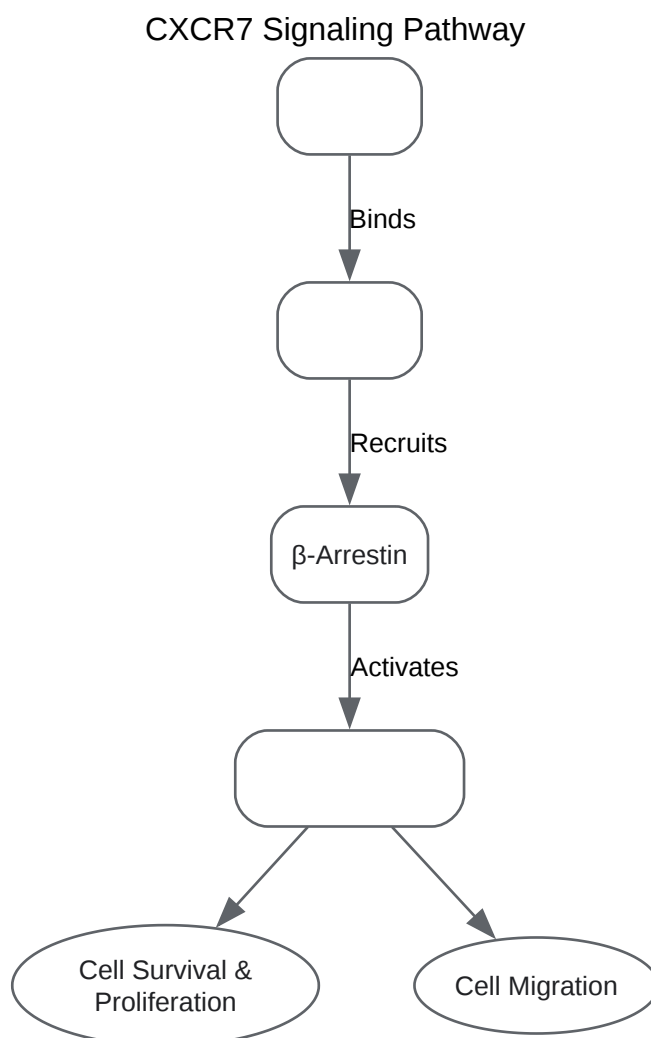 CXCR7 Signaling Pathway
Binds
Recruits
β-Arrestin
Activates
Cell Survival &
Proliferation
Cell Migration